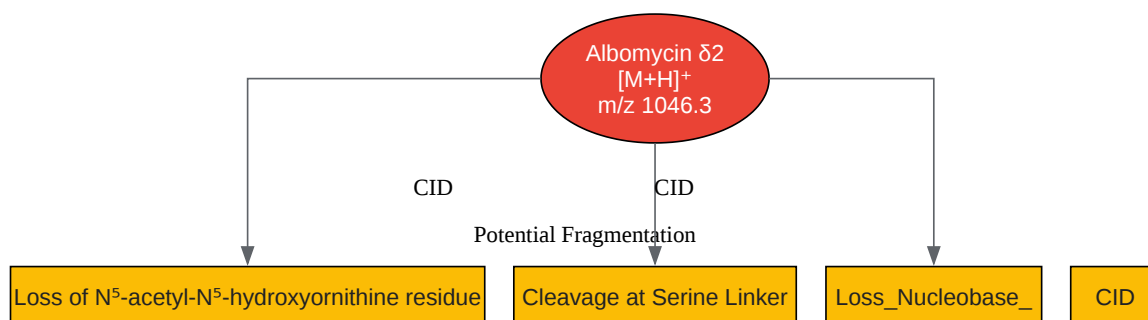 Albomycin δ2
[M+H]⁺
m/z 1046.3
CID
CID
Potential Fragmentation
Loss of N⁵-acetyl-N⁵-hydroxyornithine residue
Cleavage at Serine Linker
Loss_Nucleobase_
CID